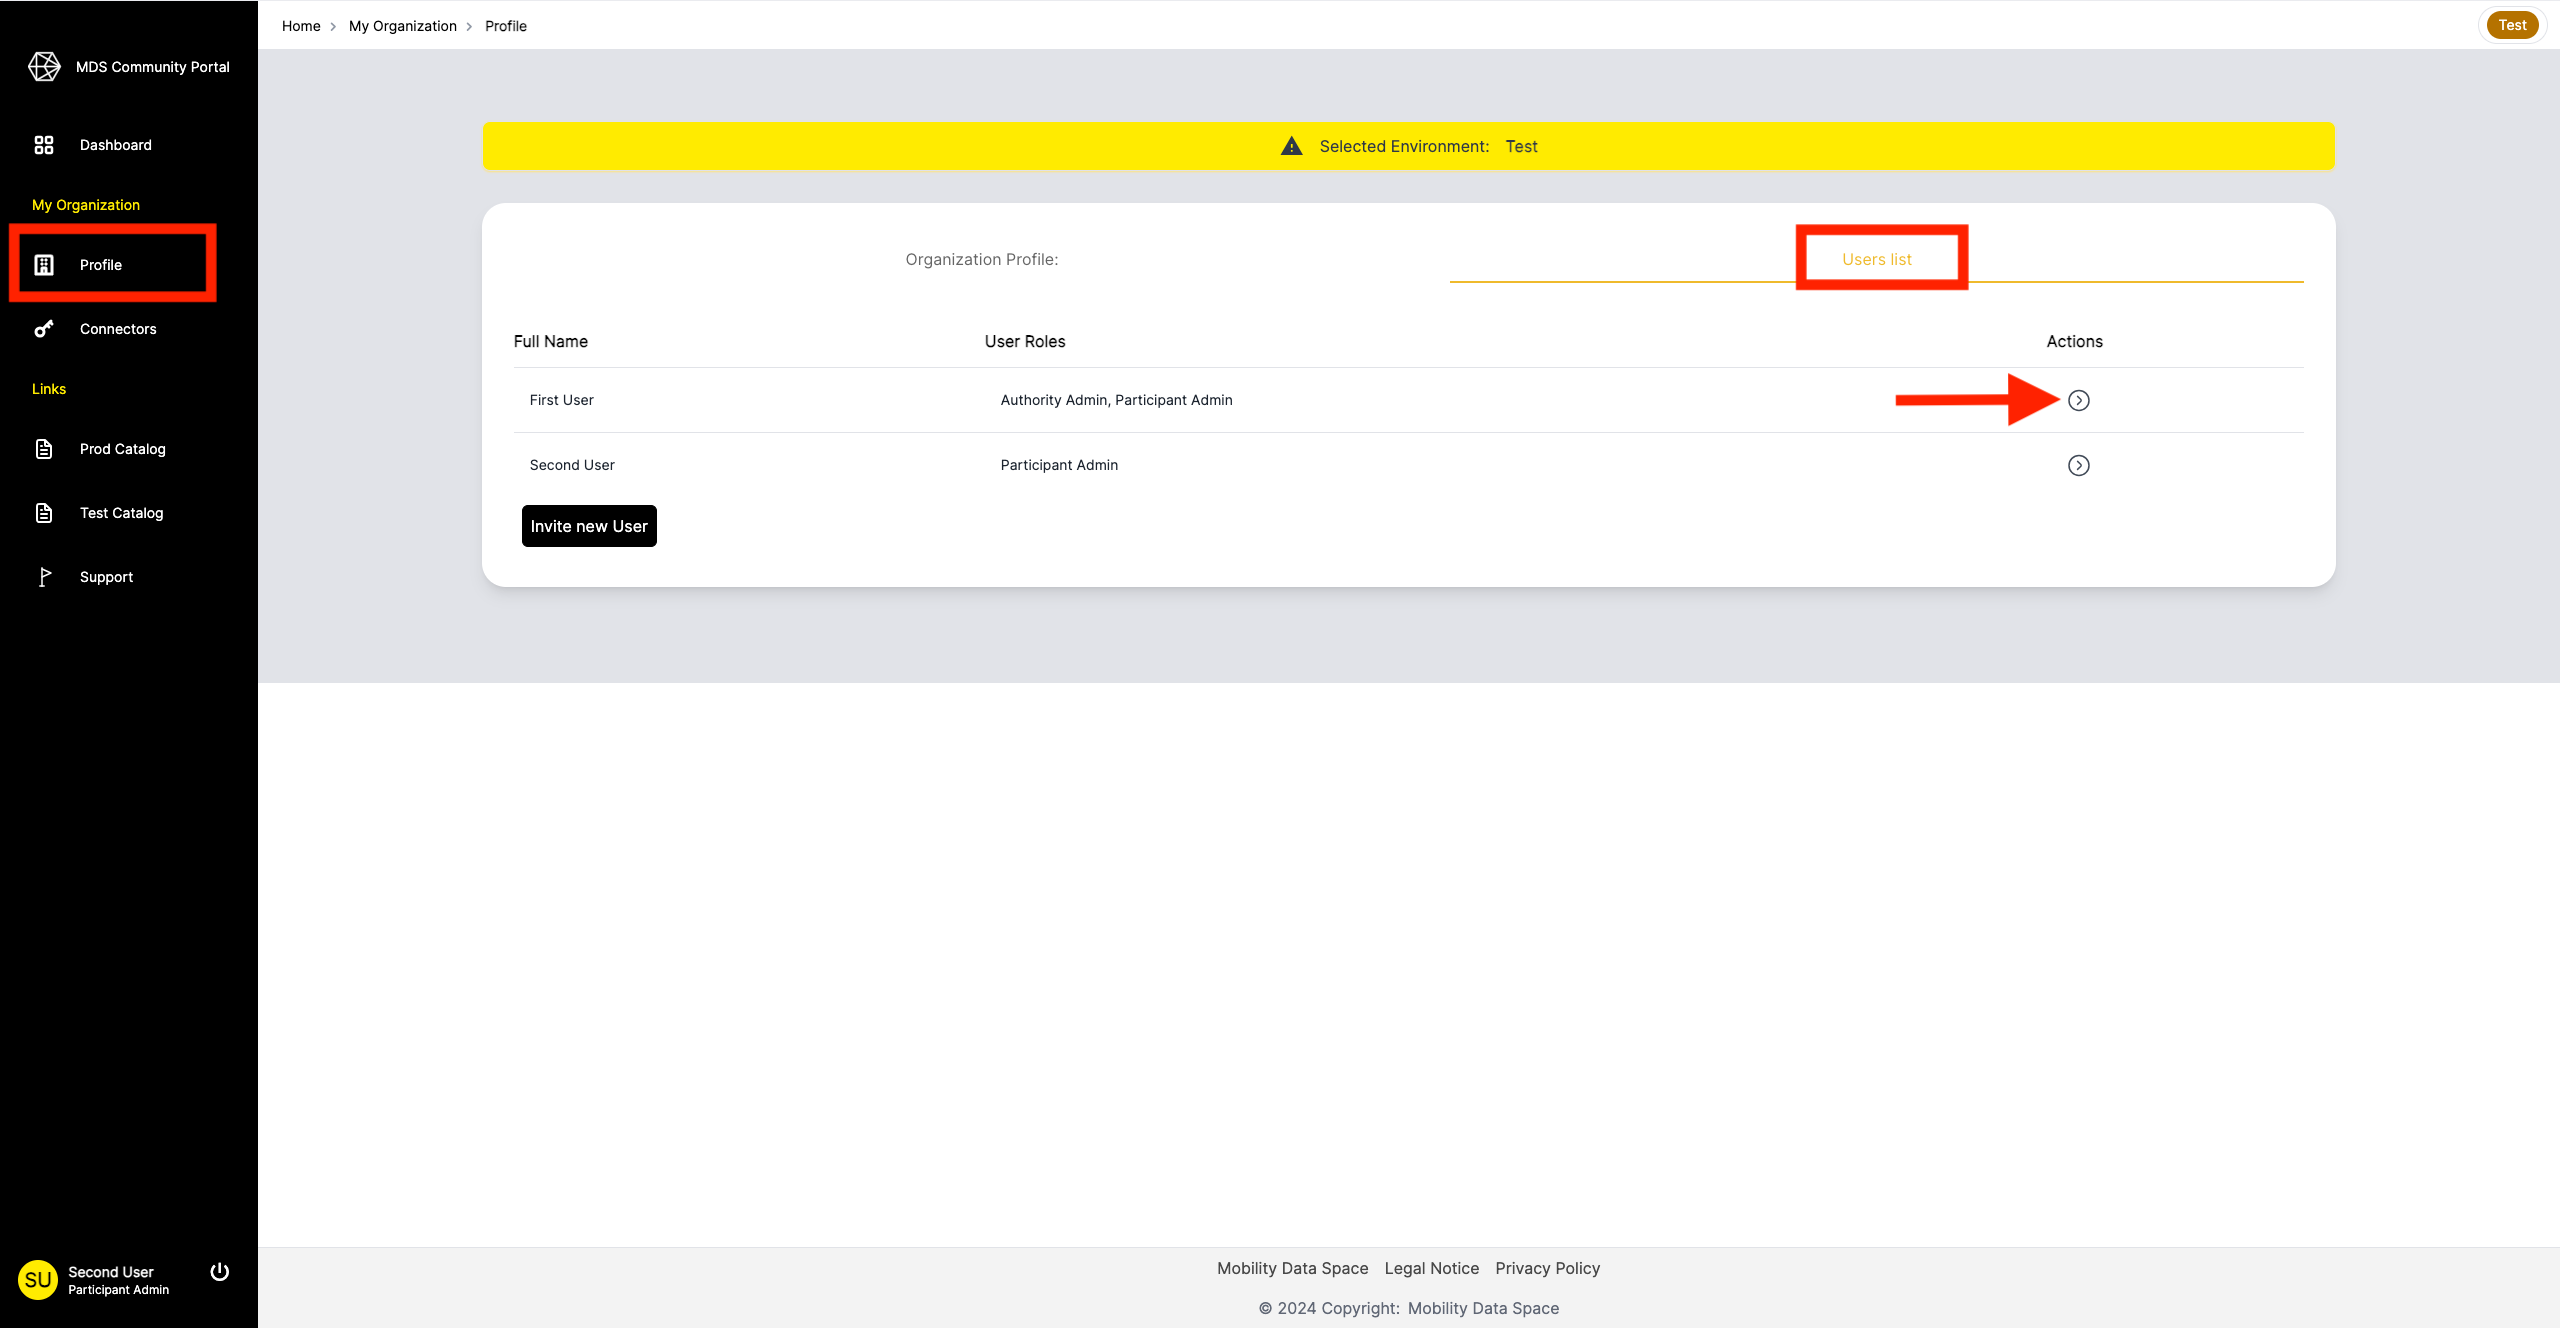 MDS Community Portal
Dashboard
My Organization
Profile
Connectors
Links
Prod Catalog
Test Catalog
Support
SU
Second User
Participant Admin
Home > My Organization > Profile
Test
Selected Environment: Test
Organization Profile:
Users list
Full Name User Roles Actions
First User Authority Admin, Participant Admin
Second User Participant Admin
Invite new User
Mobility Data Space Legal Notice Privacy Policy
© 2024 Copyright: Mobility Data Space